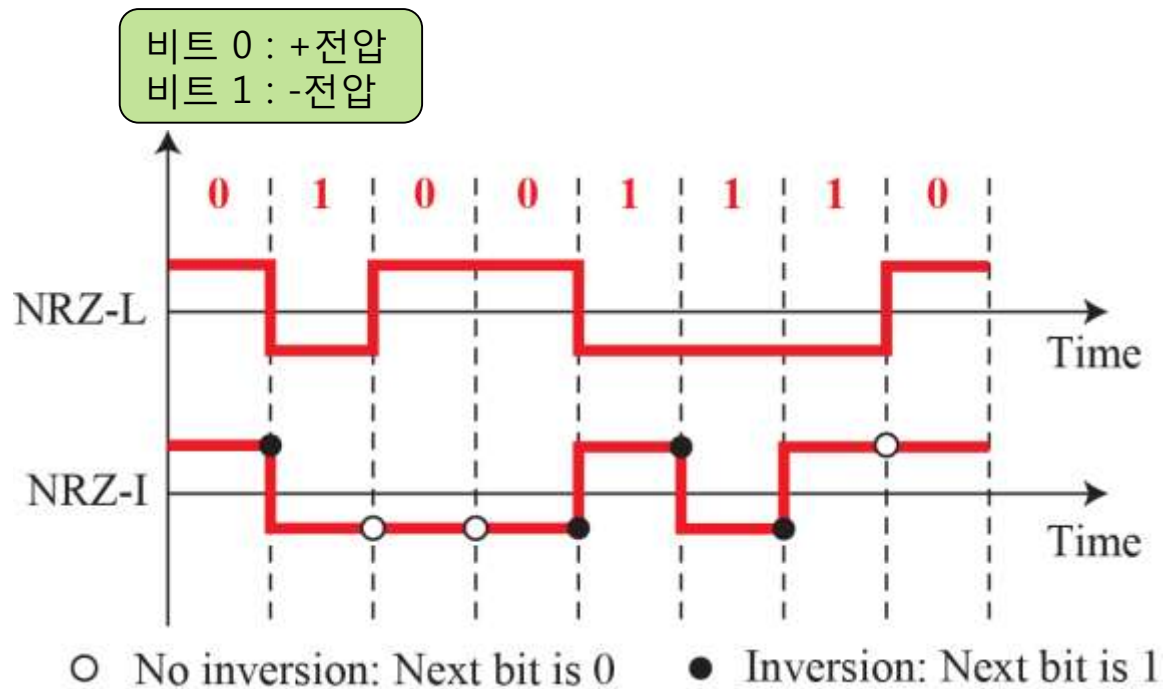 비트 0 : +전압
비트 1 : -전압
0 1 0 0 1 1 1 0
NRZ-L
Time
NRZ-I
Time
○ No inversion: Next bit is 0 ● Inversion: Next bit is 1